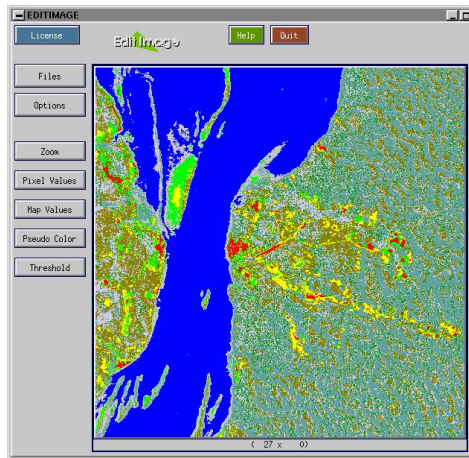 EDITIMAGE
License
EditImage
Help
Quit
Files
Options
Zoom
Pixel Values
Map Values
Pseudo Color
Threshold
( 27 x 0)